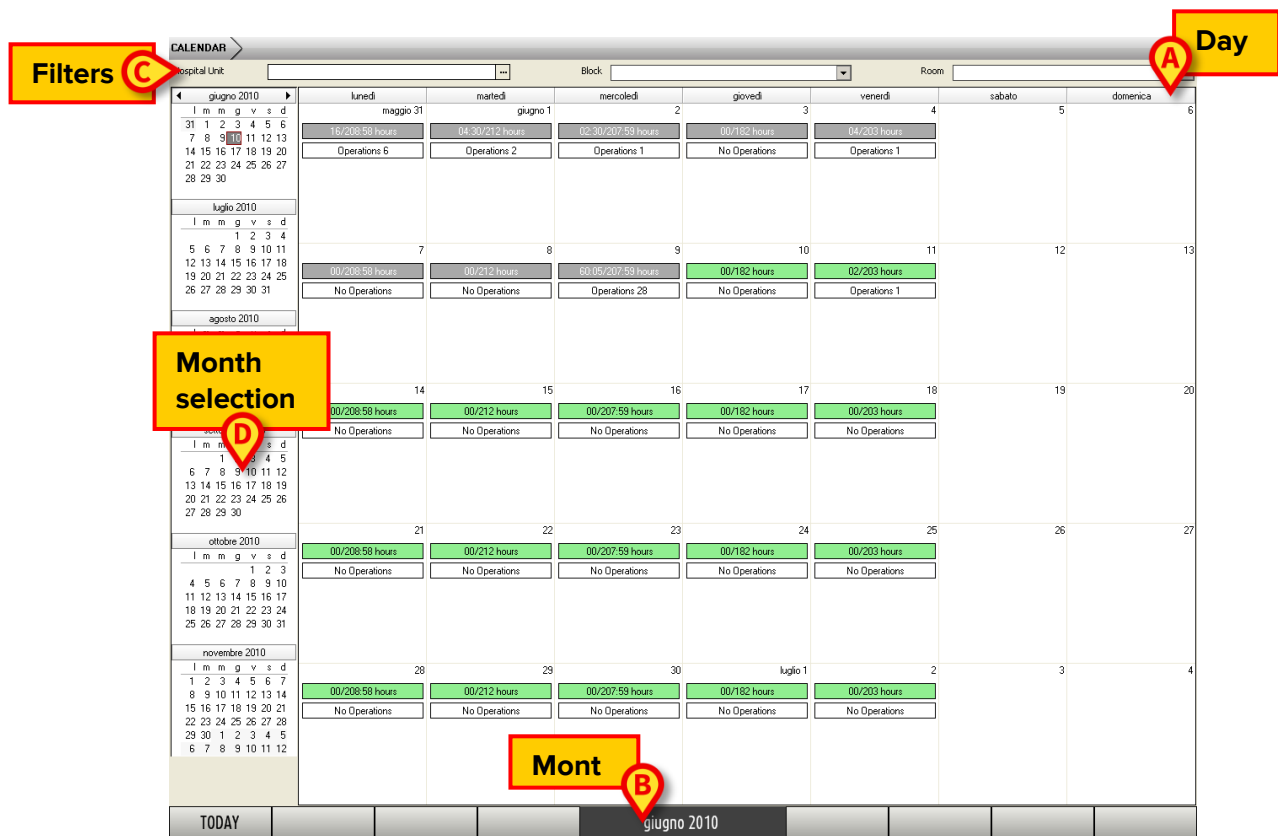 Day
A
CALENDAR
Filters
C
Hospital Unit ... Block Room
giugno 2010
l m m g v s d
31 1 2 3 4 5 6
7 8 9 10 11 12 13
14 15 16 17 18 19 20
21 22 23 24 25 26 27
28 29 30
luglio 2010
l m m g v s d
1 2 3 4
5 6 7 8 9 10 11
12 13 14 15 16 17 18
19 20 21 22 23 24 25
26 27 28 29 30 31
agosto 2010
Month
selection
D
l m m s d
1 3 4 5
6 7 8 9 10 11 12
13 14 15 16 17 18 19
20 21 22 23 24 25 26
27 28 29 30
ottobre 2010
l m m g v s d
1 2 3
4 5 6 7 8 9 10
11 12 13 14 15 16 17
18 19 20 21 22 23 24
25 26 27 28 29 30 31
novembre 2010
l m m g v s d
1 2 3 4 5 6 7
8 9 10 11 12 13 14
15 16 17 18 19 20 21
22 23 24 25 26 27 28
29 30 1 2 3 4 5
6 7 8 9 10 11 12
lunedì martedì mercoledì giovedì venerdì sabato domenica
maggio 31 giugno 1 2 3 4 5 6
16/208:58 hours 04:30/212 hours 02:30/207:59 hours 00/182 hours 04/203 hours
Operations 6 Operations 2 Operations 1 No Operations Operations 1
7 8 9 10 11 12 13
00/208:58 hours 00/212 hours 60:05/207:59 hours 00/182 hours 02/203 hours
No Operations No Operations Operations 28 No Operations Operations 1
14 15 16 17 18 19 20
00/208:58 hours 00/212 hours 00/207:59 hours 00/182 hours 00/203 hours
No Operations No Operations No Operations No Operations No Operations
21 22 23 24 25 26 27
00/208:58 hours 00/212 hours 00/207:59 hours 00/182 hours 00/203 hours
No Operations No Operations No Operations No Operations No Operations
28 29 30 luglio 1 2 3 4
00/208:58 hours 00/212 hours 00/207:59 hours 00/182 hours 00/203 hours
No Operations No Operations No Operations No Operations No Operations
Mont
B
TODAY giugno 2010